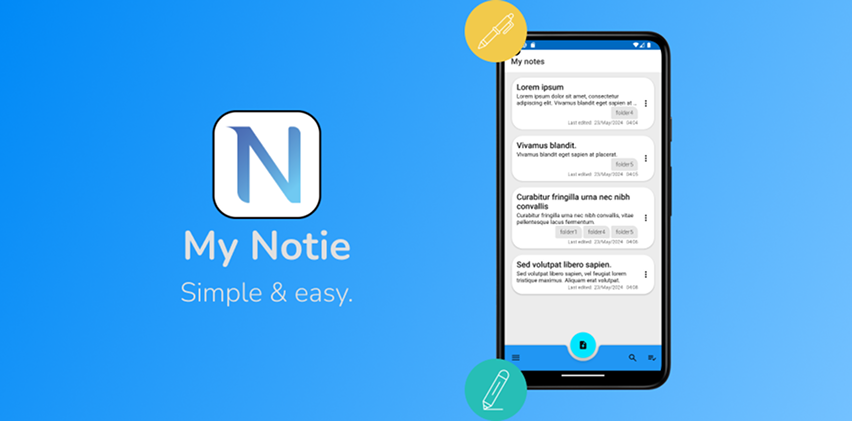 N
My Notie
Simple & easy.
My notes
Lorem ipsum
Lorem ipsum dolor sit amet, consectetur
adipiscing elit. Vivamus blandit eget sapien at ...
folder4
Last edited: 23/May/2024 04:04
Vivamus blandit.
Vivamus blandit eget sapien at placerat.
folder5
Last edited: 23/May/2024 04:05
Curabitur fringilla urna nec nibh
convallis
Curabitur fringilla urna nec nibh convallis, vitae
pellentesque lacus fermentum.
folder1 folder4 folder5
Last edited: 23/May/2024 04:06
Sed volutpat libero sapien.
Sed volutpat libero sapien, vel feugiat lorem
tristique maximus. Aliquam erat volutpat.
Last edited: 23/May/2024 04:08